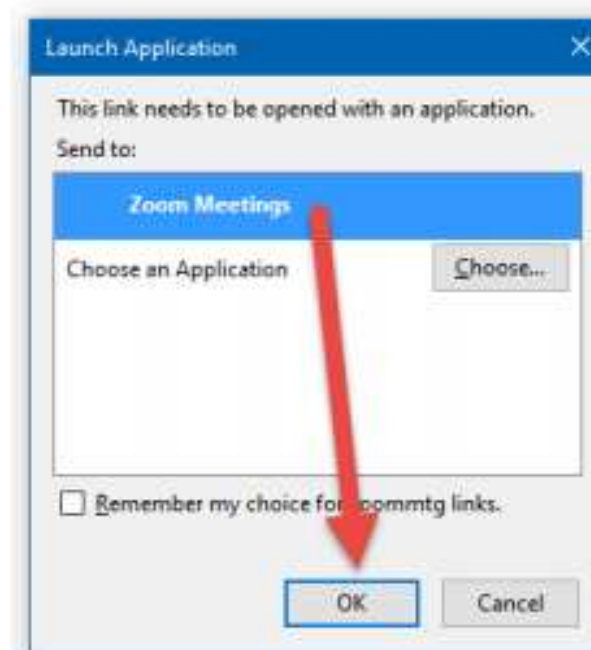 Launch Application
This link needs to be opened with an application.
Send to:
Zoom Meetings
Choose an Application
Choose...
Remember my choice for zoommtg links.
OK
Cancel